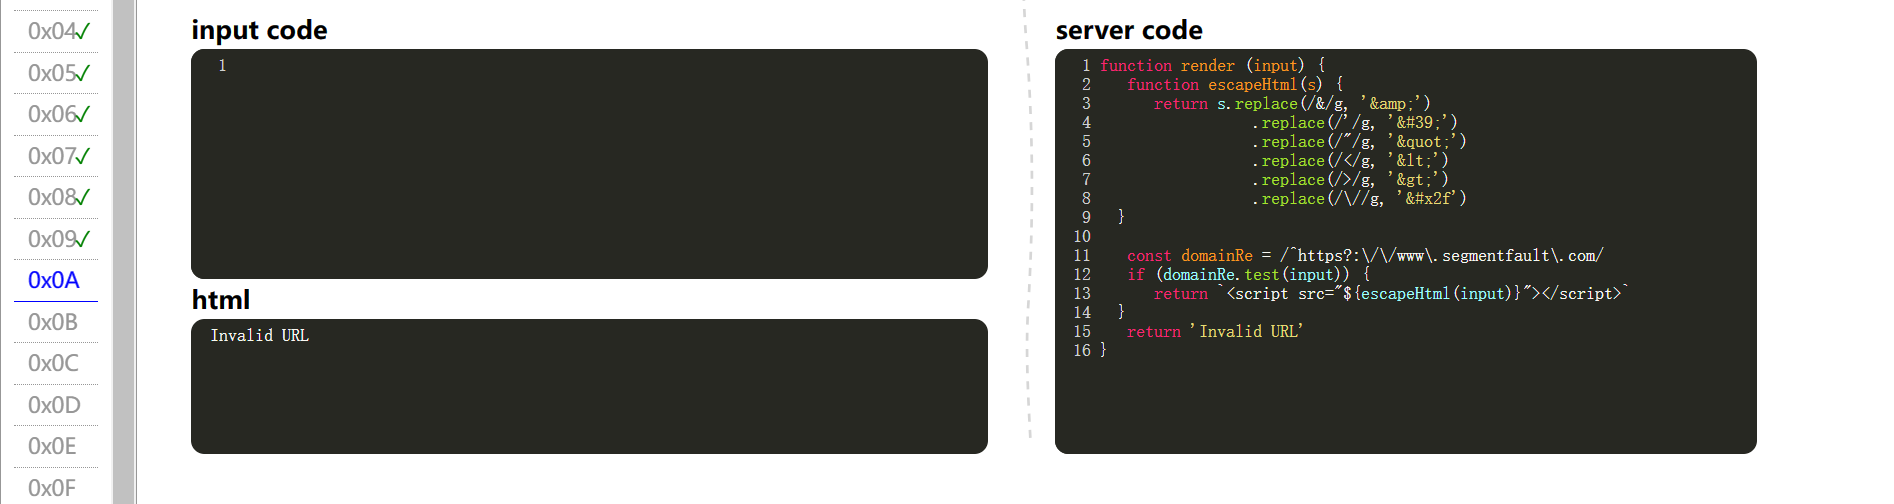 0x04✓
0x05✓
0x06✓
0x07✓
0x08✓
0x09✓
0x0A
0x0B
0x0C
0x0D
0x0E
0x0F
input code
1
html
Invalid URL
server code
1 function render (input) {
2 function escapeHtml(s) {
3 return s.replace(/&/g, '&amp;')
4 .replace(/'/g, '&#39;')
5 .replace(/"/g, '&quot;')
6 .replace(/</g, '&lt;')
7 .replace(/>/g, '&gt;')
8 .replace(/\//g, '&#x2f')
9 }
10
11 const domainRe = /^https?:\/\/www\.segmentfault\.com/
12 if (domainRe.test(input)) {
13 return `<script src="${escapeHtml(input)}"></script>`
14 }
15 return 'Invalid URL'
16 }